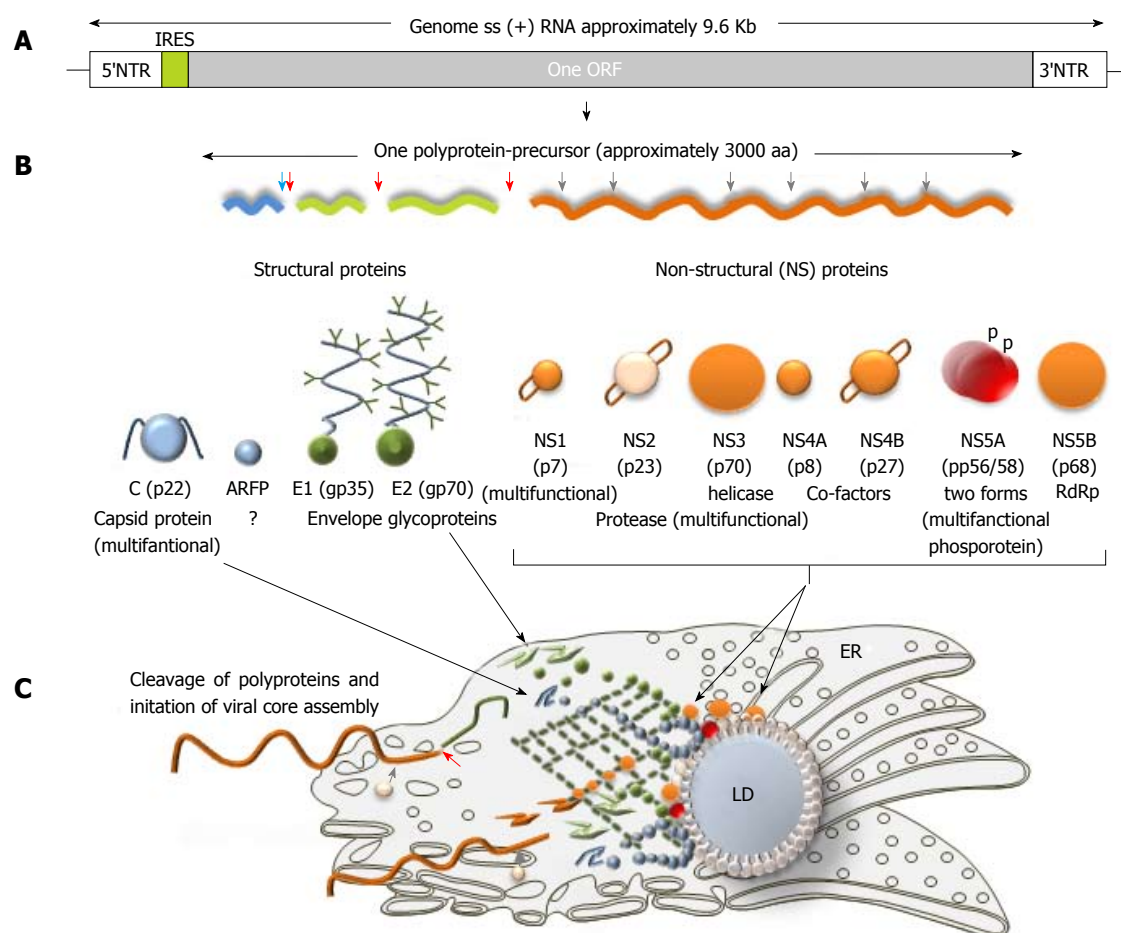 A
Genome ss (+) RNA approximately 9.6 Kb
IRES
5'NTR
One ORF
3'NTR
B
One polyprotein-precursor (approximately 3000 aa)
Structural proteins
Non-structural (NS) proteins
p
p
C (p22)
ARFP
E1 (gp35)
E2 (gp70)
Capsid protein
(multifantional)
?
Envelope glycoproteins
NS1
(p7)
(multifunctional)
NS2
(p23)
NS3
(p70)
helicase
Protease (multifunctional)
NS4A
(p8)
NS4B
(p27)
Co-factors
NS5A
(pp56/58)
two forms
(multifanctional
phosporotein)
NS5B
(p68)
RdRp
C
Cleavage of polyproteins and
initation of viral core assembly
ER
LD